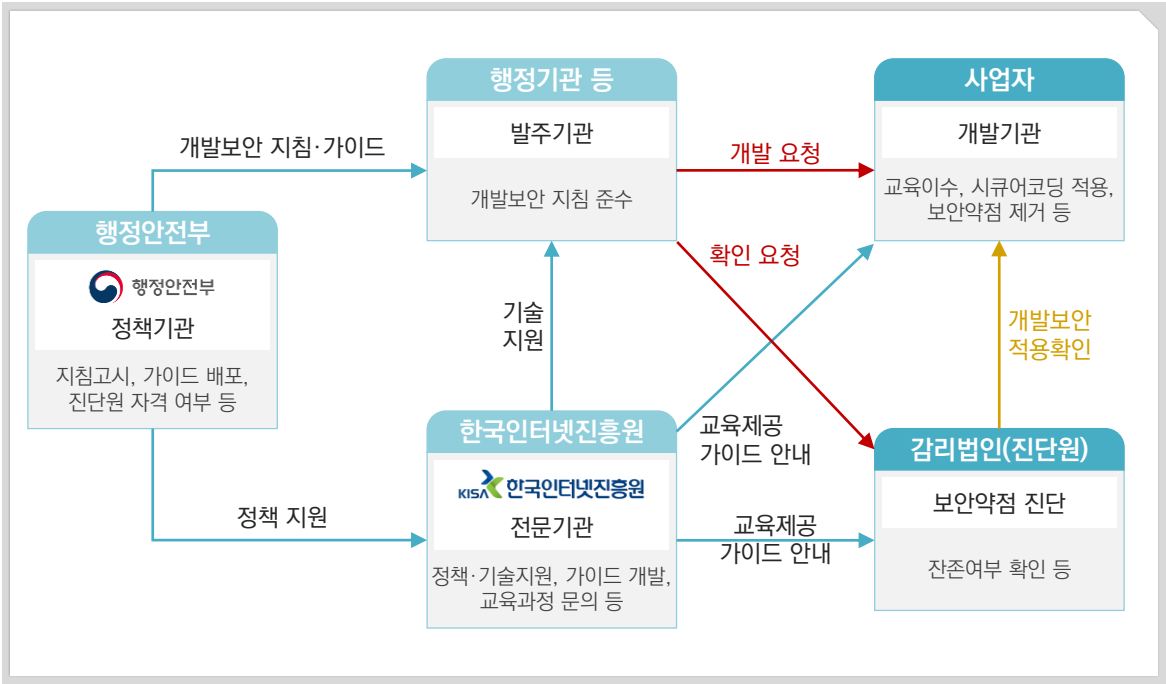 행정기관 등
발주기관
개발보안 지침 준수
사업자
개발기관
교육이수, 시큐어코딩 적용,
보안약점 제거 등
개발보안 지침·가이드
개발 요청
행정안전부
행정안전부
정책기관
지침고시, 가이드 배포,
진단원 자격 여부 등
확인 요청
기술
지원
개발보안
적용확인
한국인터넷진흥원
KISA 한국인터넷진흥원
전문기관
정책·기술지원, 가이드 개발,
교육과정 문의 등
교육제공
가이드 안내
감리법인(진단원)
보안약점 진단
잔존여부 확인 등
정책 지원
교육제공
가이드 안내